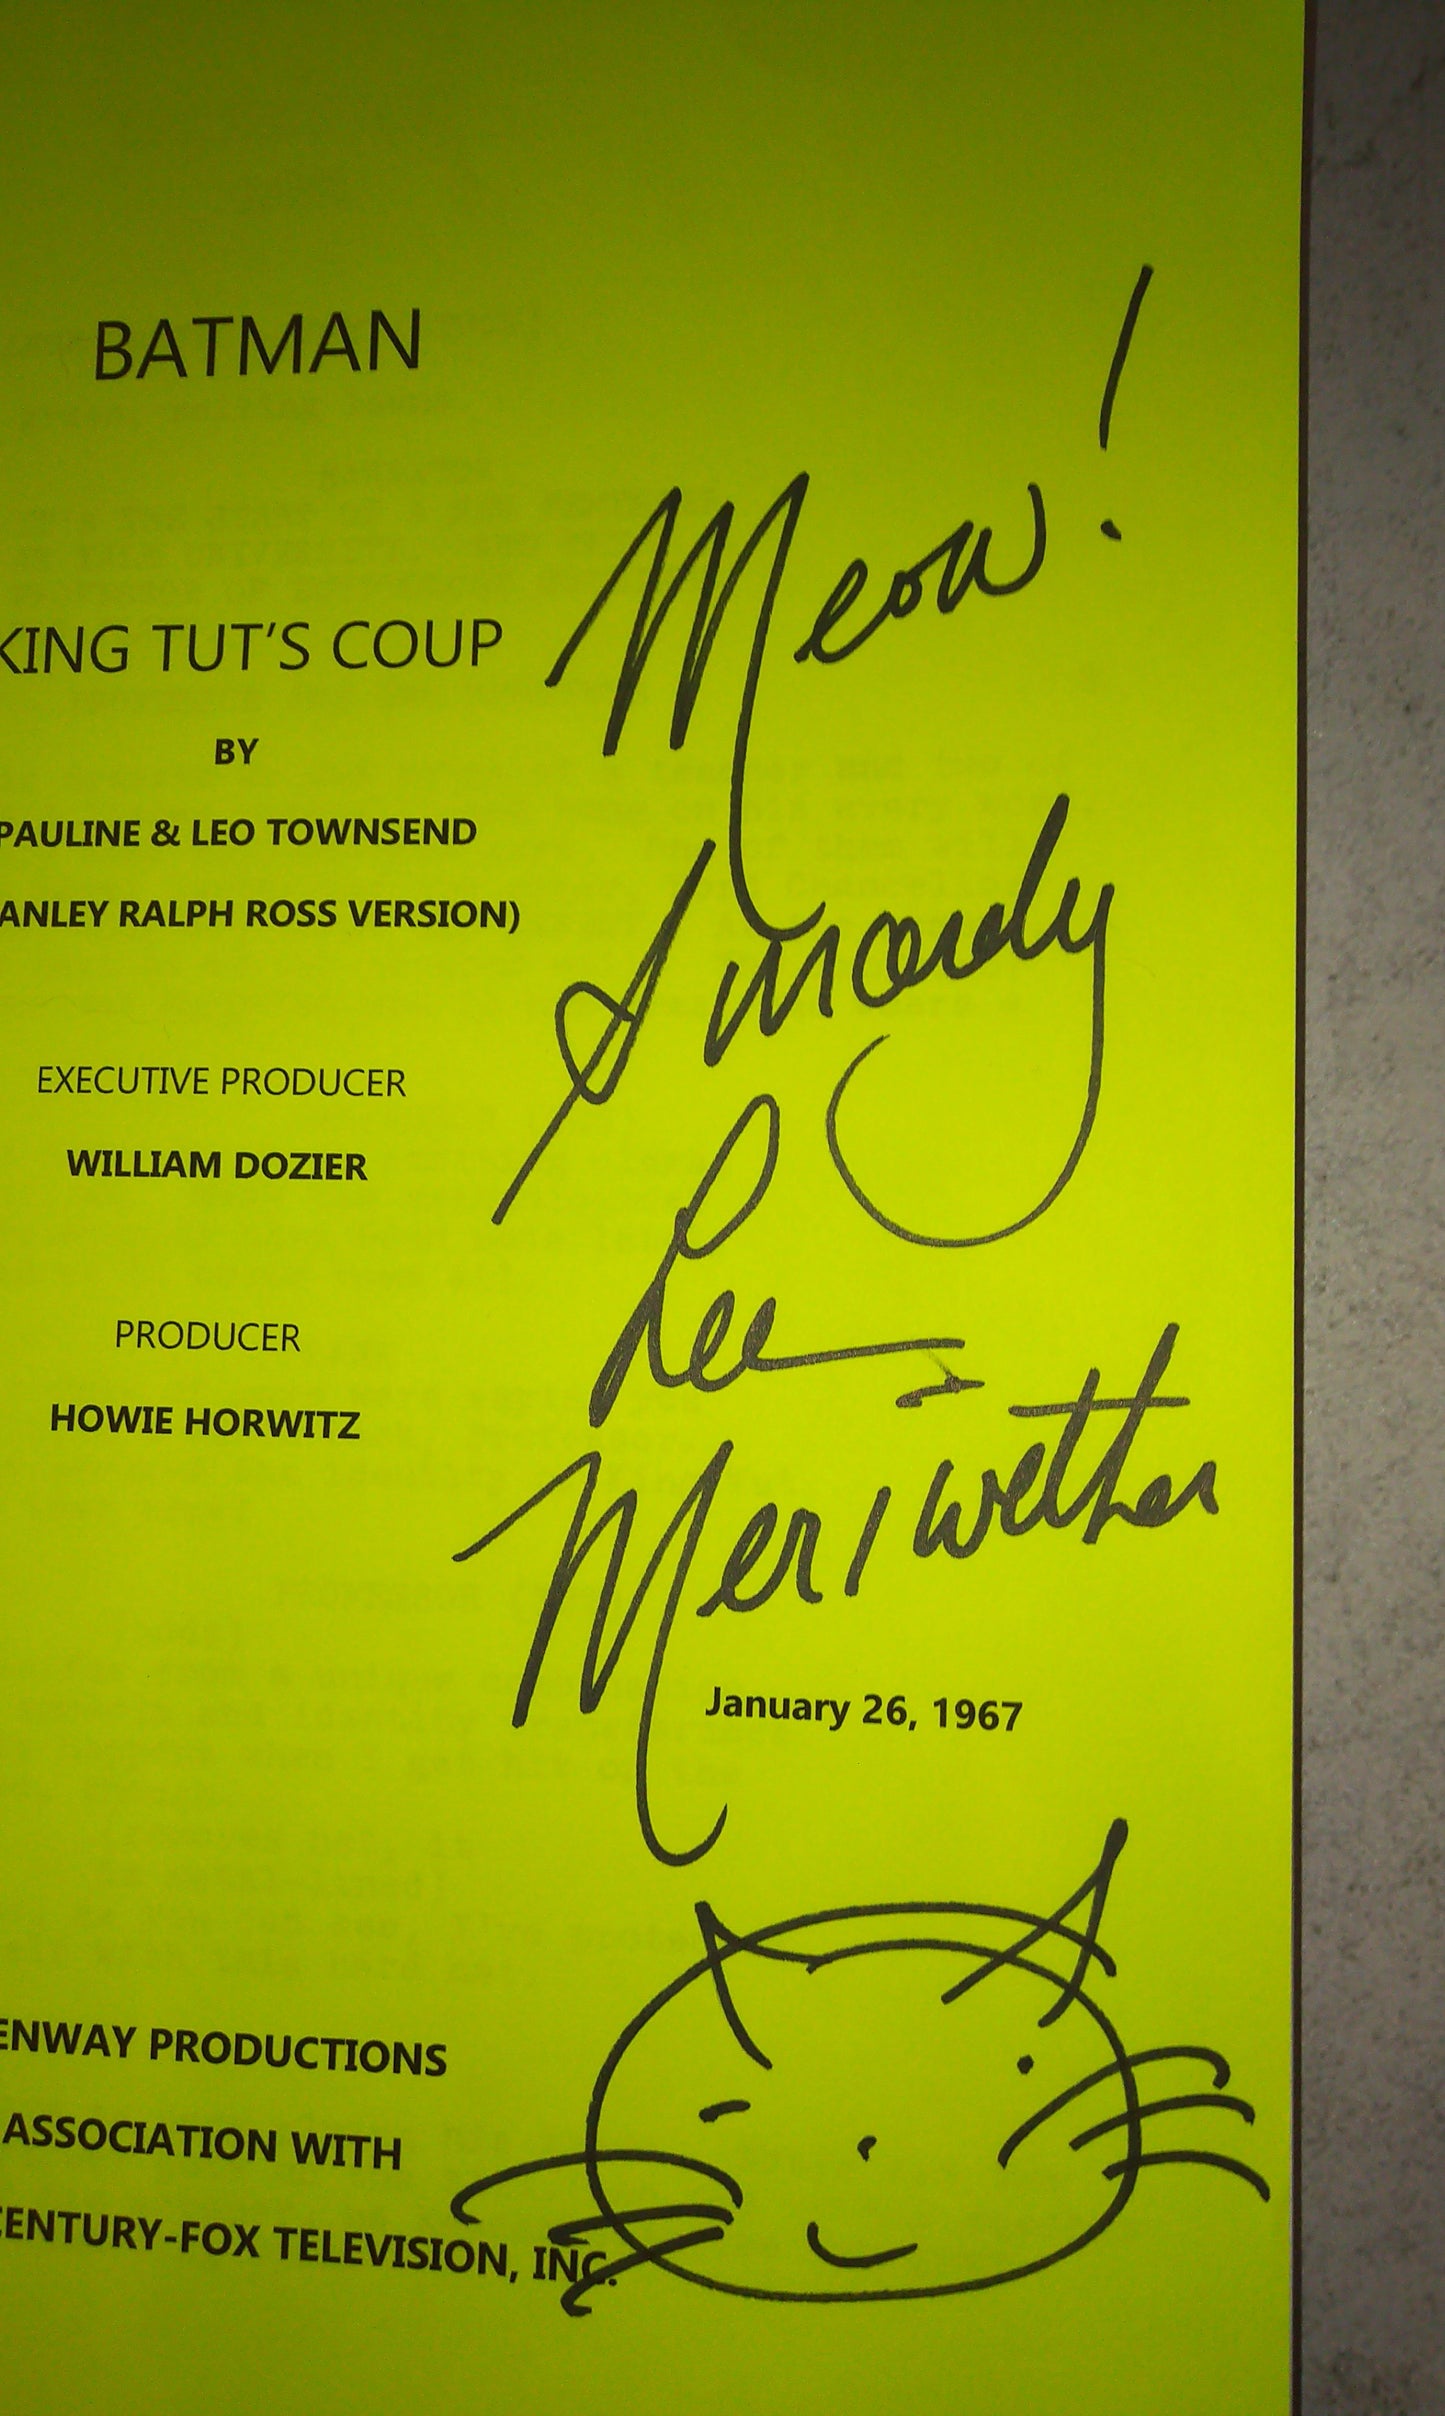 BATMAN
Meow!
KING TUT'S COUP
BY
PAULINE & LEO TOWNSEND
ANLEY RALPH ROSS VERSION)
Sincerely
EXECUTIVE PRODUCER
WILLIAM DOZIER
Lee
PRODUCER
HOWIE HORWITZ
Meriwether
January 26, 1967
ENWAY PRODUCTIONS
ASSOCIATION WITH
CENTURY-FOX TELEVISION, INC.